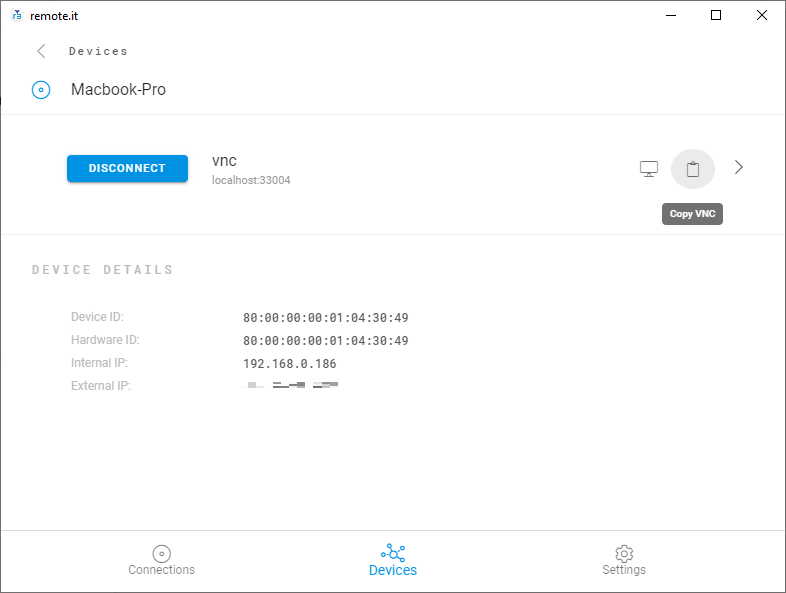 remote.it
Devices
Macbook-Pro
DISCONNECT
vnc
localhost:33004
Copy VNC
DEVICE DETAILS
Device ID: 80:00:00:00:01:04:30:49
Hardware ID: 80:00:00:00:01:04:30:49
Internal IP: 192.168.0.186
External IP:
Connections Devices Settings